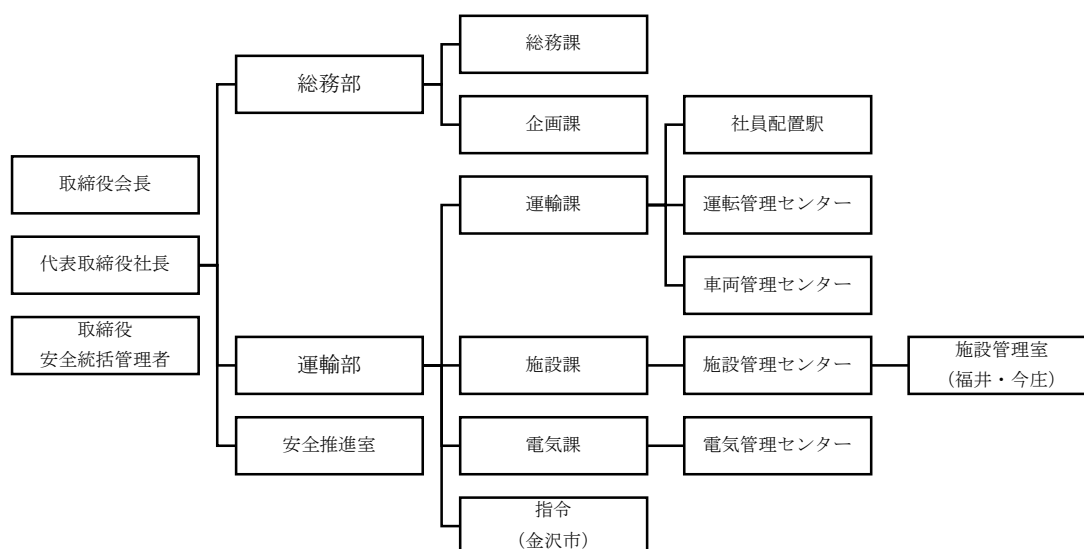 取締役会長
代表取締役社長
取締役
安全統括管理者
総務部
総務課
企画課
運輸部
運輸課
社員配置駅
運転管理センター
車両管理センター
施設課
施設管理センター
施設管理室
（福井・今庄）
電気課
電気管理センター
指令
（金沢市）
安全推進室